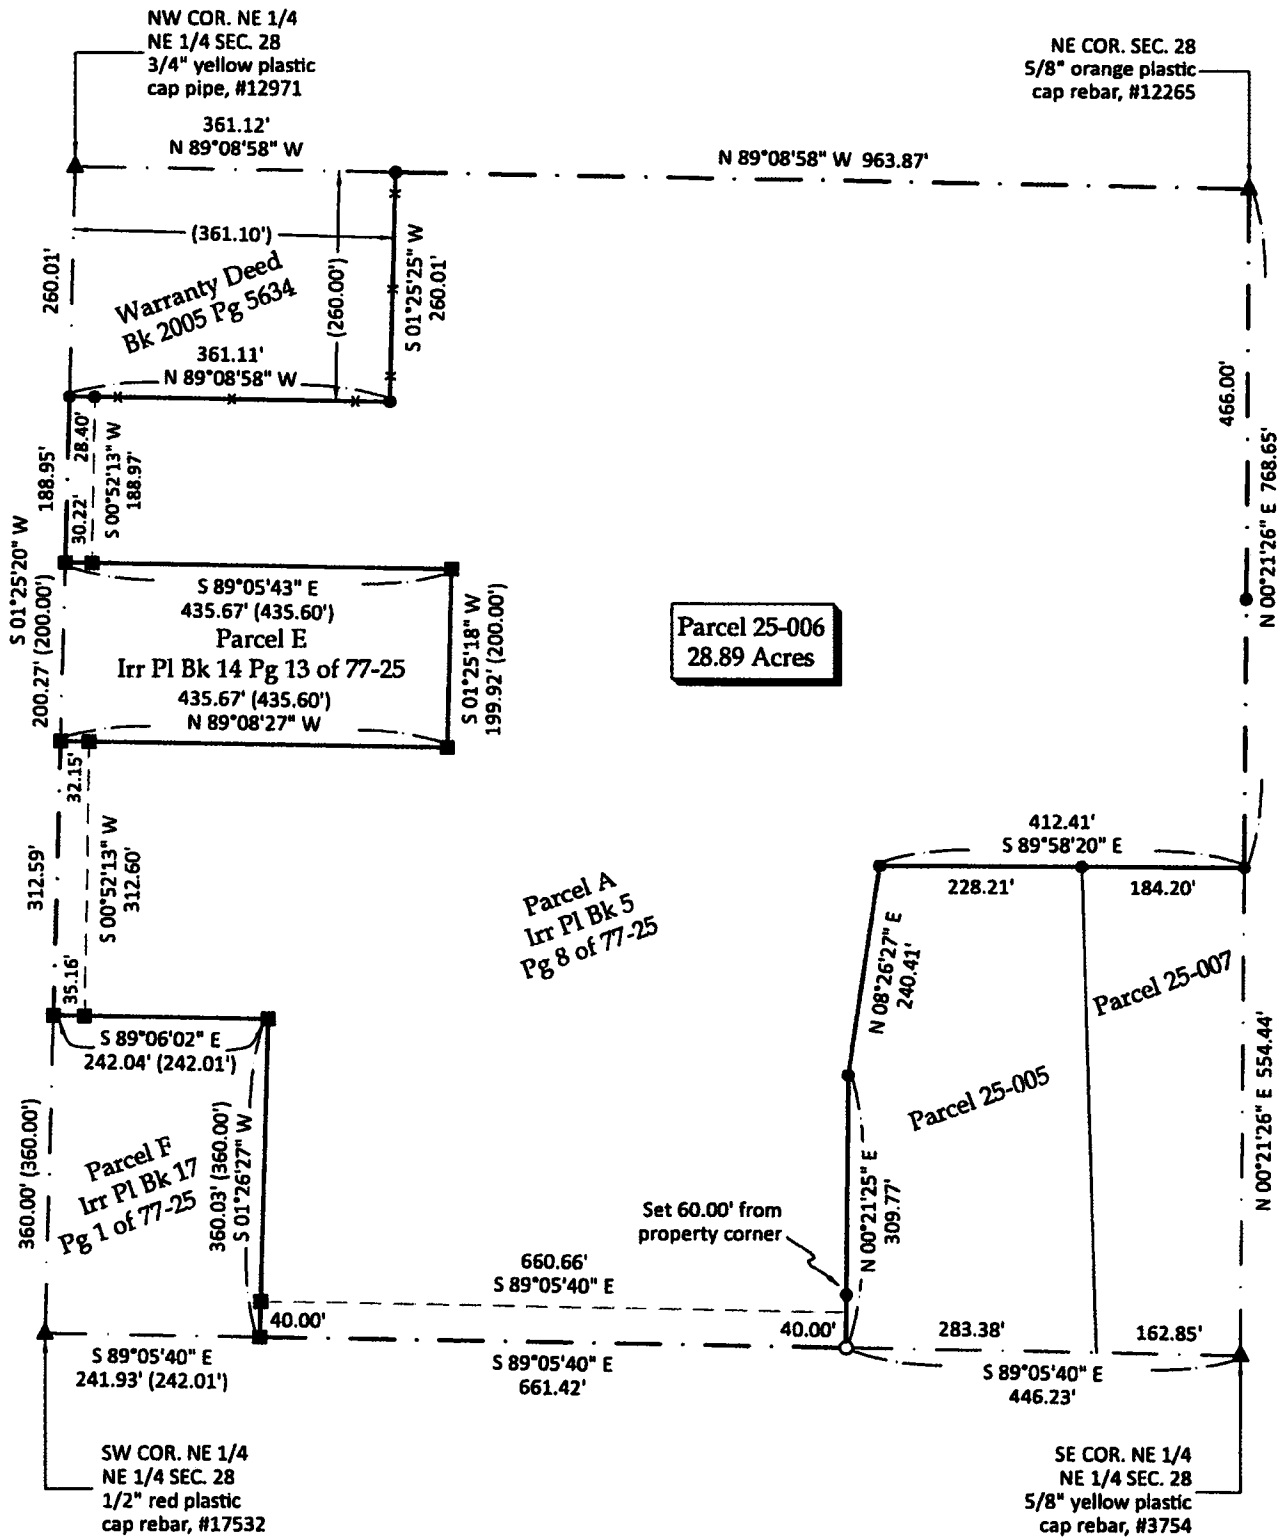 NW COR. NE 1/4
NE 1/4 SEC. 28
3/4" yellow plastic
cap pipe, #12971
NE COR. SEC. 28
5/8" orange plastic
cap rebar, #12265
361.12'
N 89°08'58" W
N 89°08'58" W 963.87'
(361.10')
(260.00')
260.01'
S 01°25'25" W
260.01'
Warranty Deed
Bk 2005 Pg 5634
361.11'
N 89°08'58" W
466.00'
N 00°21'26" E 768.65'
188.95'
28.40'
30.22'
S 00°52'13" W
188.97'
S 01°25'20" W
200.27' (200.00')
S 89°05'43" E
435.67' (435.60')
Parcel E
Irr Pl Bk 14 Pg 13 of 77-25
435.67' (435.60')
N 89°08'27" W
S 01°25'18" W
199.92' (200.00')
Parcel 25-006
28.89 Acres
32.15'
312.59'
S 00°52'13" W
312.60'
35.16'
Parcel A
Irr Pl Bk 5
Pg 8 of 77-25
412.41'
S 89°58'20" E
228.21'
184.20'
N 08°26'27" E
240.41'
Parcel 25-007
Parcel 25-005
S 89°06'02" E
242.04' (242.01')
360.00' (360.00')
Parcel F
Irr Pl Bk 17
Pg 1 of 77-25
360.03' (360.00')
S 01°26'27" W
N 00°21'26" E 554.44'
Set 60.00' from
property corner
N 00°21'25" E
309.77'
660.66'
S 89°05'40" E
40.00'
40.00'
283.38'
162.85'
S 89°05'40" E
241.93' (242.01')
S 89°05'40" E
661.42'
S 89°05'40" E
446.23'
SW COR. NE 1/4
NE 1/4 SEC. 28
1/2" red plastic
cap rebar, #17532
SE COR. NE 1/4
NE 1/4 SEC. 28
5/8" yellow plastic
cap rebar, #3754